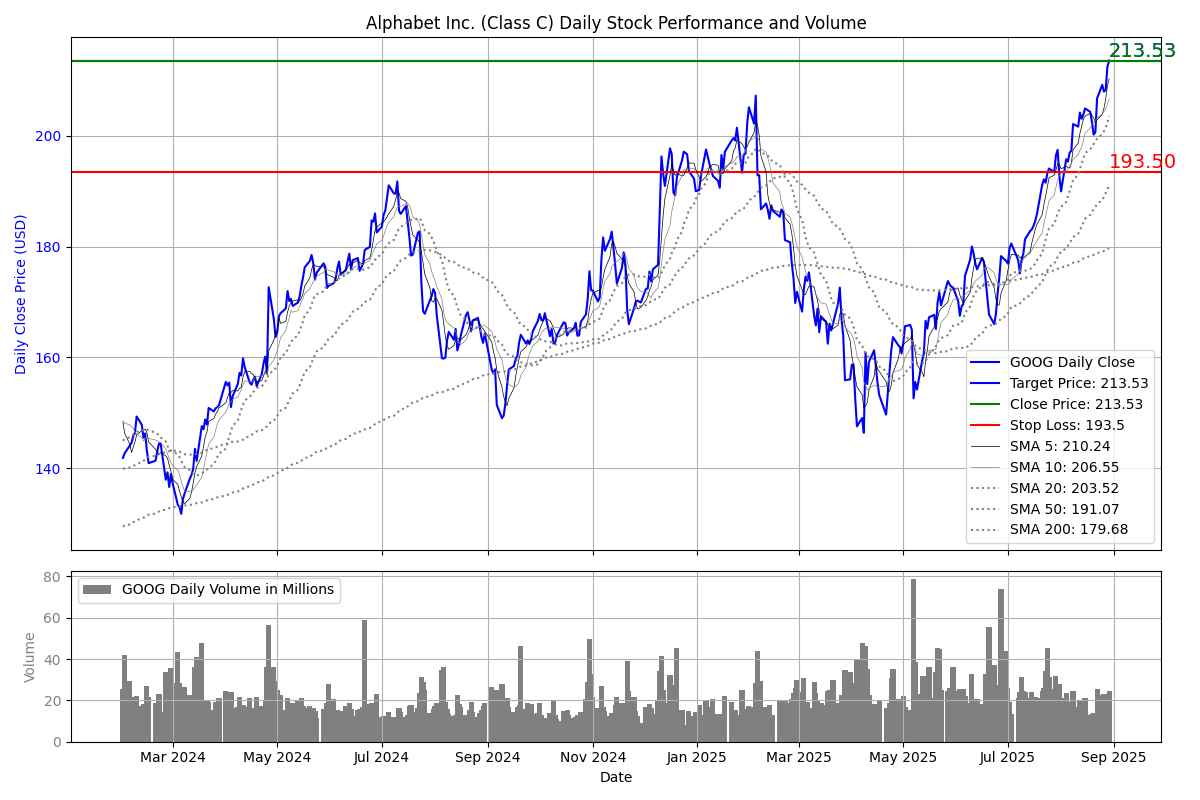 Alphabet Inc. (Class C) Daily Stock Performance and Volume
213.53
193.50
Daily Close Price (USD)
200
180
160
140
GOOG Daily Close
Target Price: 213.53
Close Price: 213.53
Stop Loss: 193.5
SMA 5: 210.24
SMA 10: 206.55
SMA 20: 203.52
SMA 50: 191.07
SMA 200: 179.68
GOOG Daily Volume in Millions
Volume
80
60
40
20
0
Mar 2024 May 2024 Jul 2024 Sep 2024 Nov 2024 Jan 2025 Mar 2025 May 2025 Jul 2025 Sep 2025
Date